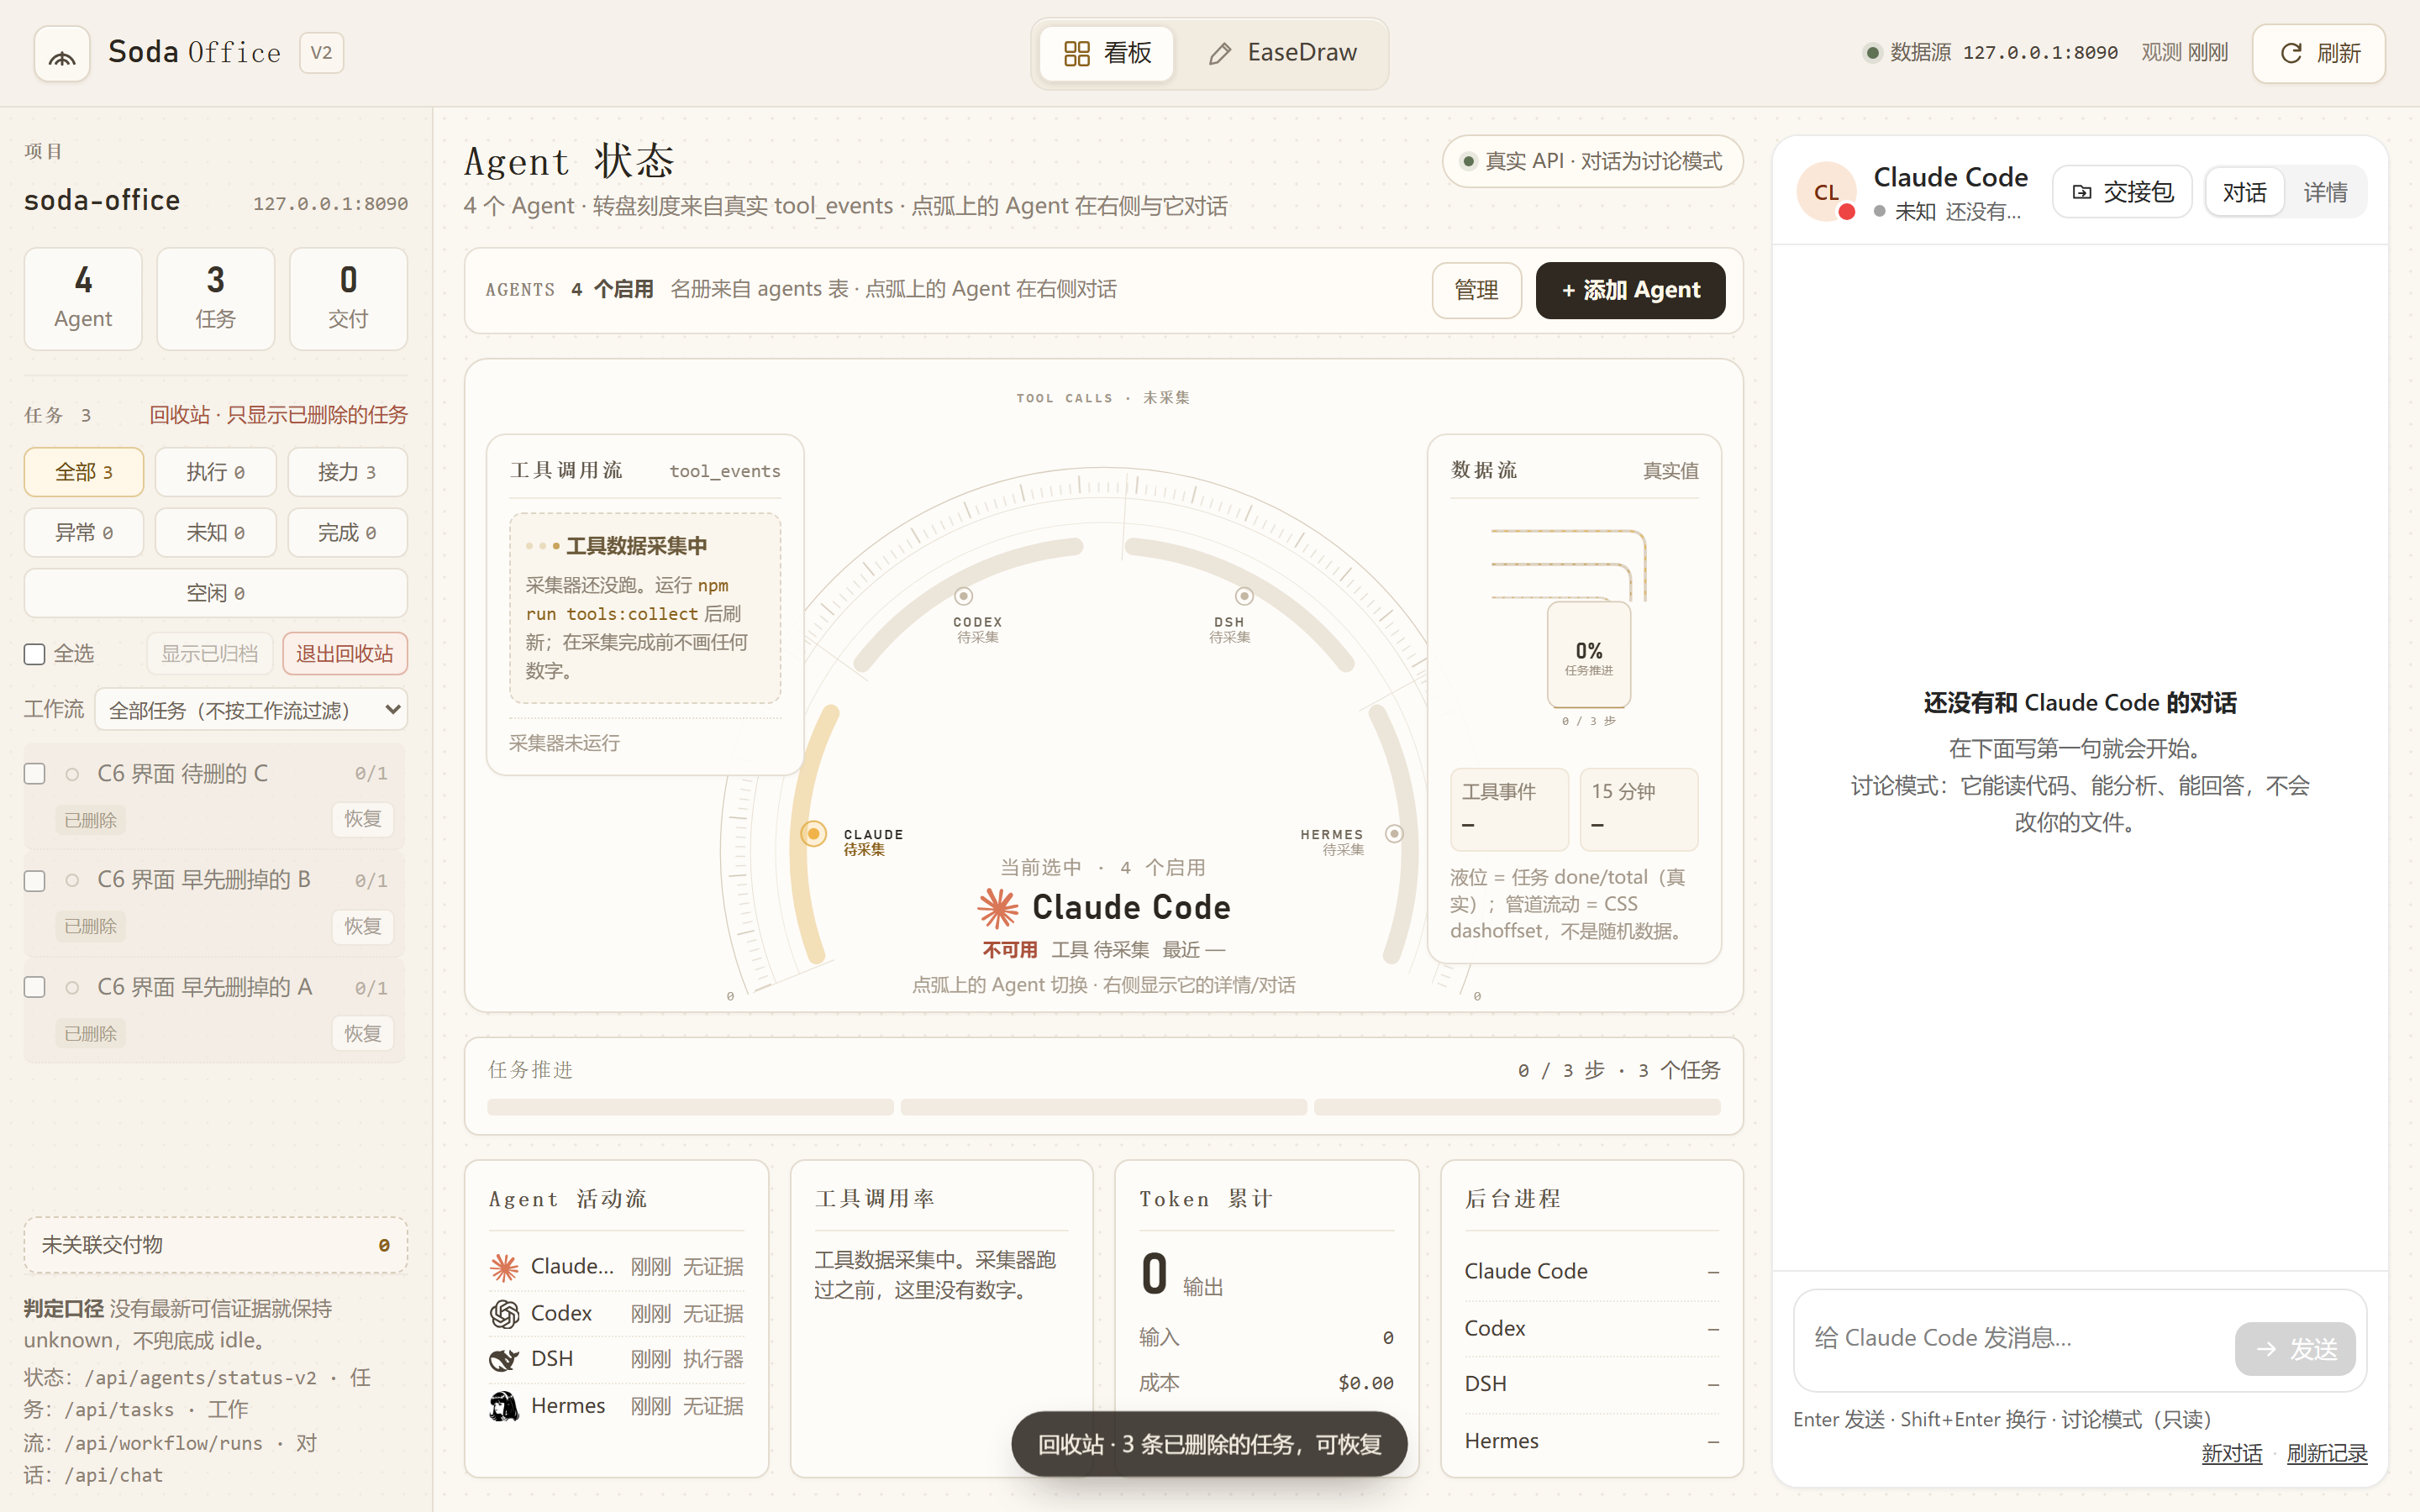 Soda Office V2
看板
EaseDraw
数据源 127.0.0.1:8090 观测 刚刚
刷新
项目
soda-office 127.0.0.1:8090
4 Agent
3 任务
0 交付
任务 3 回收站 · 只显示已删除的任务
全部 3 执行 0 接力 3
异常 0 未知 0 完成 0
空闲 0
全选 显示已归档 退出回收站
工作流 全部任务（不按工作流过滤）
C6 界面 待删的 C 0/1
已删除 恢复
C6 界面 早先删掉的 B 0/1
已删除 恢复
C6 界面 早先删掉的 A 0/1
已删除 恢复
未关联交付物 0
判定口径 没有最新可信证据就保持
unknown，不兜底成 idle。
状态：/api/agents/status-v2 · 任
务：/api/tasks · 工作
流：/api/workflow/runs · 对
话：/api/chat
Agent 状态
4 个 Agent · 转盘刻度来自真实 tool_events · 点弧上的 Agent 在右侧与它对话
真实 API · 对话为讨论模式
AGENTS 4 个启用 名册来自 agents 表 · 点弧上的 Agent 在右侧对话
管理
+ 添加 Agent
TOOL CALLS · 未采集
工具调用流 tool_events
工具数据采集中
采集器还没跑。运行 npm
run tools:collect 后刷
新；在采集完成前不画任何
数字。
采集器未运行
CODEX
待采集
DSH
待采集
CLAUDE
待采集
HERMES
待采集
0
0
当前选中 · 4 个启用
Claude Code
不可用 工具 待采集 最近 —
点弧上的 Agent 切换 · 右侧显示它的详情/对话
数据流 真实值
0%
任务推进
0 / 3 步
工具事件
–
15 分钟
–
液位 = 任务 done/total（真
实）；管道流动 = CSS
dashoffset，不是随机数据。
任务推进 0 / 3 步 · 3 个任务
Agent 活动流
Claude... 刚刚 无证据
Codex 刚刚 无证据
DSH 刚刚 执行器
Hermes 刚刚 无证据
工具调用率
工具数据采集中。采集器跑
过之前，这里没有数字。
Token 累计
0 输出
输入 0
成本 $0.00
后台进程
Claude Code –
Codex –
DSH –
Hermes –
回收站 · 3 条已删除的任务，可恢复
CL
Claude Code
未知 还没有...
交接包
对话 详情
还没有和 Claude Code 的对话
在下面写第一句就会开始。
讨论模式：它能读代码、能分析、能回答，不会
改你的文件。
给 Claude Code 发消息...
发送
Enter 发送 · Shift+Enter 换行 · 讨论模式（只读）
新对话 · 刷新记录